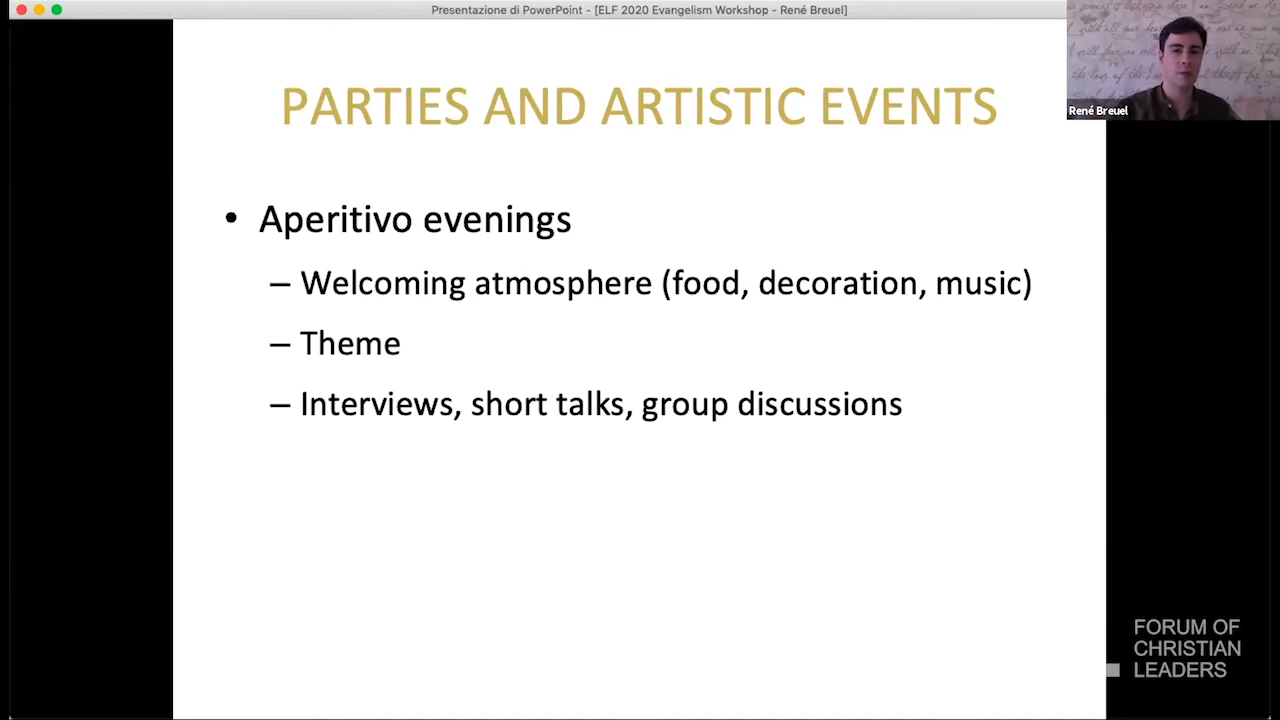 Presentazione di PowerPoint - [ELF 2020 Evangelism Workshop - René Breuel]
René Breuel
PARTIES AND ARTISTIC EVENTS
• Aperitivo evenings
– Welcoming atmosphere (food, decoration, music)
– Theme
– Interviews, short talks, group discussions
FORUM OF
CHRISTIAN
LEADERS